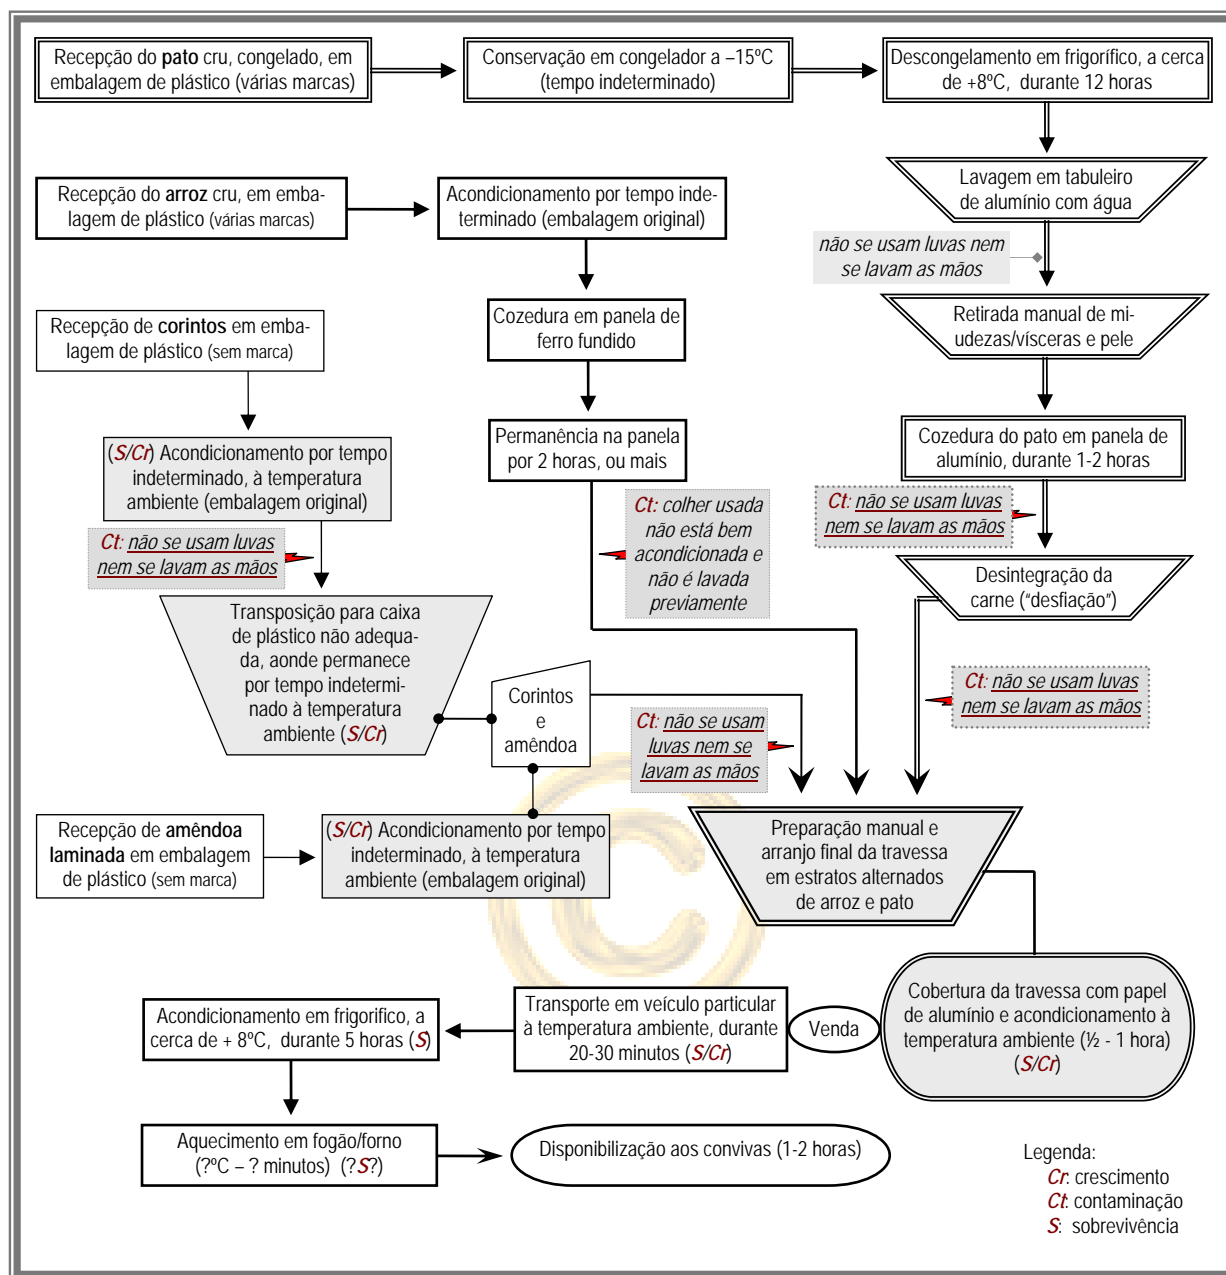 Recepção do pato cru, congelado, em
embalagem de plástico (várias marcas)
Conservação em congelador a –15ºC
(tempo indeterminado)
Descongelamento em frigorífico, a cerca
de +8ºC, durante 12 horas
Lavagem em tabuleiro
de alumínio com água
não se usam luvas nem
se lavam as mãos
Retirada manual de mi-
udezas/vísceras e pele
Cozedura do pato em panela de
alumínio, durante 1-2 horas
Ct: não se usam luvas
nem se lavam as mãos
Desintegração da
carne (“desfiação”)
Ct: não se usam luvas
nem se lavam as mãos
Recepção do arroz cru, em emba-
lagem de plástico (várias marcas)
Acondicionamento por tempo inde-
terminado (embalagem original)
Cozedura em panela de
ferro fundido
Permanência na panela
por 2 horas, ou mais
Ct: colher usada
não está bem
acondicionada e
não é lavada
previamente
Recepção de corintos em emba-
lagem de plástico (sem marca)
(S/Cr) Acondicionamento por tempo
indeterminado, à temperatura
ambiente (embalagem original)
Ct: não se usam luvas
nem se lavam as mãos
Transposição para caixa
de plástico não adequa-
da, aonde permanece
por tempo indetermi-
nado à temperatura
ambiente (S/Cr)
Corintos
e
amêndoa
Ct: não se usam
luvas nem se
lavam as mãos
Recepção de amêndoa
laminada em embalagem
de plástico (sem marca)
(S/Cr) Acondicionamento por tempo
indeterminado, à temperatura
ambiente (embalagem original)
Preparação manual e
arranjo final da travessa
em estratos alternados
de arroz e pato
Cobertura da travessa com papel
de alumínio e acondicionamento à
temperatura ambiente (½ - 1 hora)
(S/Cr)
Venda
Transporte em veículo particular
à temperatura ambiente, durante
20-30 minutos (S/Cr)
Acondicionamento em frigorifico, a
cerca de + 8ºC, durante 5 horas (S)
Aquecimento em fogão/forno
(?ºC – ? minutos) (?S?)
Disponibilização aos convivas (1-2 horas)
Legenda:
Cr: crescimento
Ct: contaminação
S: sobrevivência
©